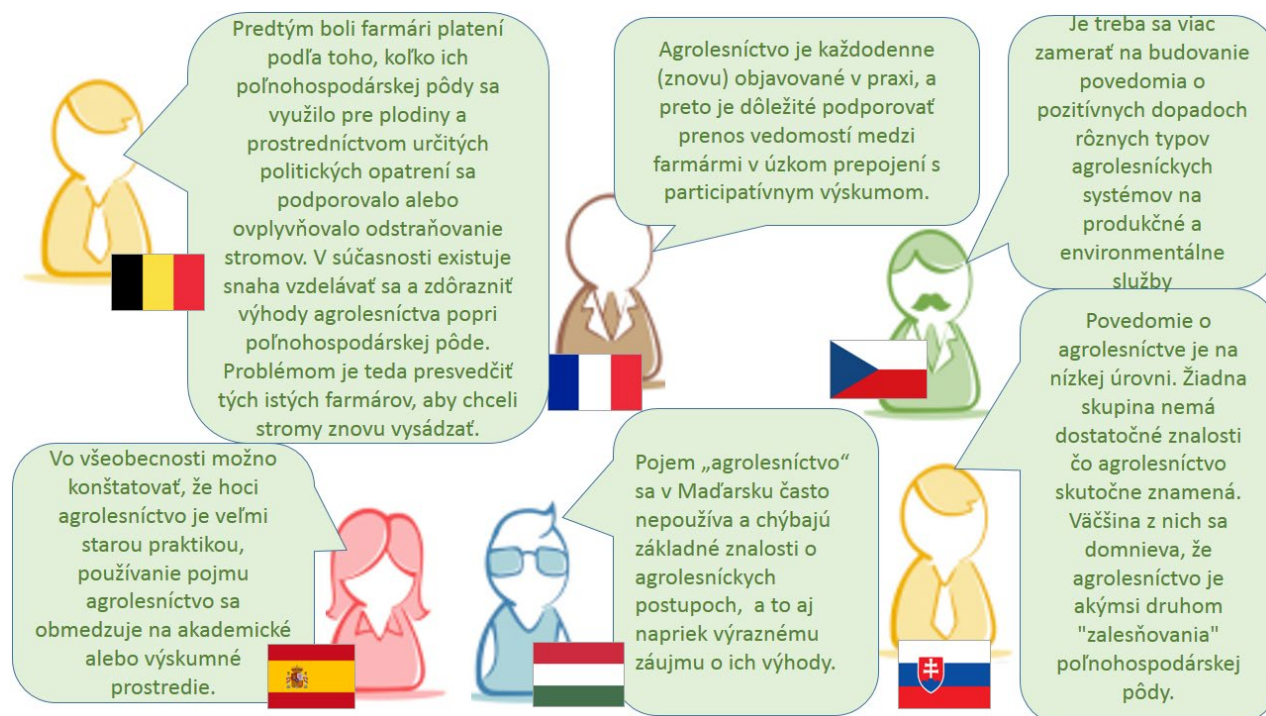 Predtým boli farmári platení
podľa toho, koľko ich
poľnohospodárskej pôdy sa
využilo pre plodiny a
prostredníctvom určitých
politických opatrení sa
podporovalo alebo
ovplyvňovalo odstraňovanie
stromov. V súčasnosti existuje
snaha vzdelávať sa a zdôrazniť
výhody agrolesníctva popri
poľnohospodárskej pôde.
Problémom je teda presvedčiť
tých istých farmárov, aby chceli
stromy znovu vysádzať.
Agrolesníctvo je každodenne
(znovu) objavované v praxi, a
preto je dôležité podporovať
prenos vedomostí medzi
farmármi v úzkom prepojení s
participatívnym výskumom.
Je treba sa viac
zamerať na budovanie
povedomia o
pozitívnych dopadoch
rôznych typov
agrolesníckych
systémov na
produkčné a
environmentálne
služby
Vo všeobecnosti možno
konštatovať, že hoci
agrolesníctvo je veľmi
starou praktikou,
používanie pojmu
agrolesníctvo sa
obmedzuje na akademické
alebo výskumné
prostredie.
Pojem „agrolesníctvo“
sa v Maďarsku často
nepoužíva a chýbajú
základné znalosti o
agrolesníckych
postupoch, a to aj
napriek výraznému
záujmu o ich výhody.
Povedomie o
agrolesníctve je na
nízkej úrovni. Žiadna
skupina nemá
dostatočné znalosti
čo agrolesníctvo
skutočne znamená.
Väčšina z nich sa
domnieva, že
agrolesníctvo je
akýmsi druhom
"zalesňovania"
poľnohospodárskej
pôdy.